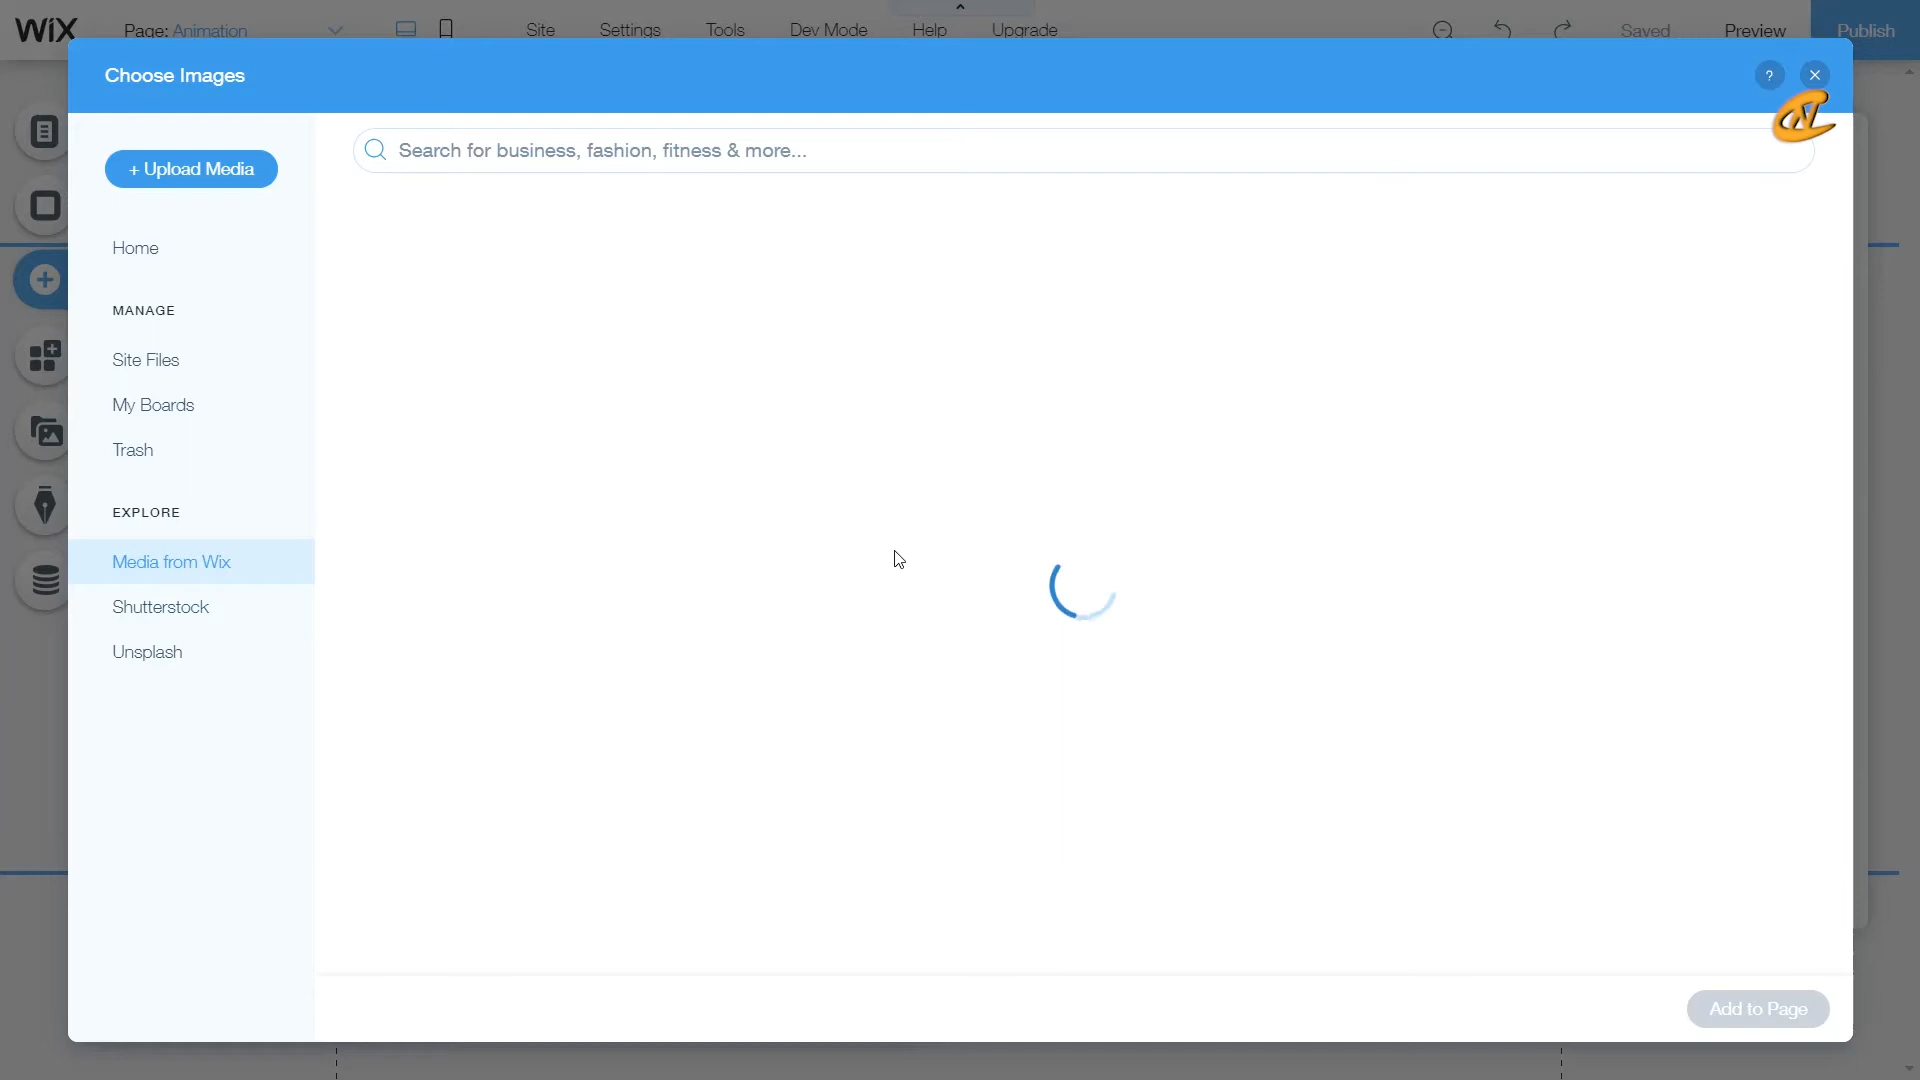 WiX
Page: Animation
Site
Settings
Tools
Dev Mode
Help
Upgrade
Saved
Preview
Publish
Choose Images
?
+ Upload Media
Search for business, fashion, fitness & more...
Home
MANAGE
Site Files
My Boards
Trash
EXPLORE
Media from Wix
Shutterstock
Unsplash
Add to Page